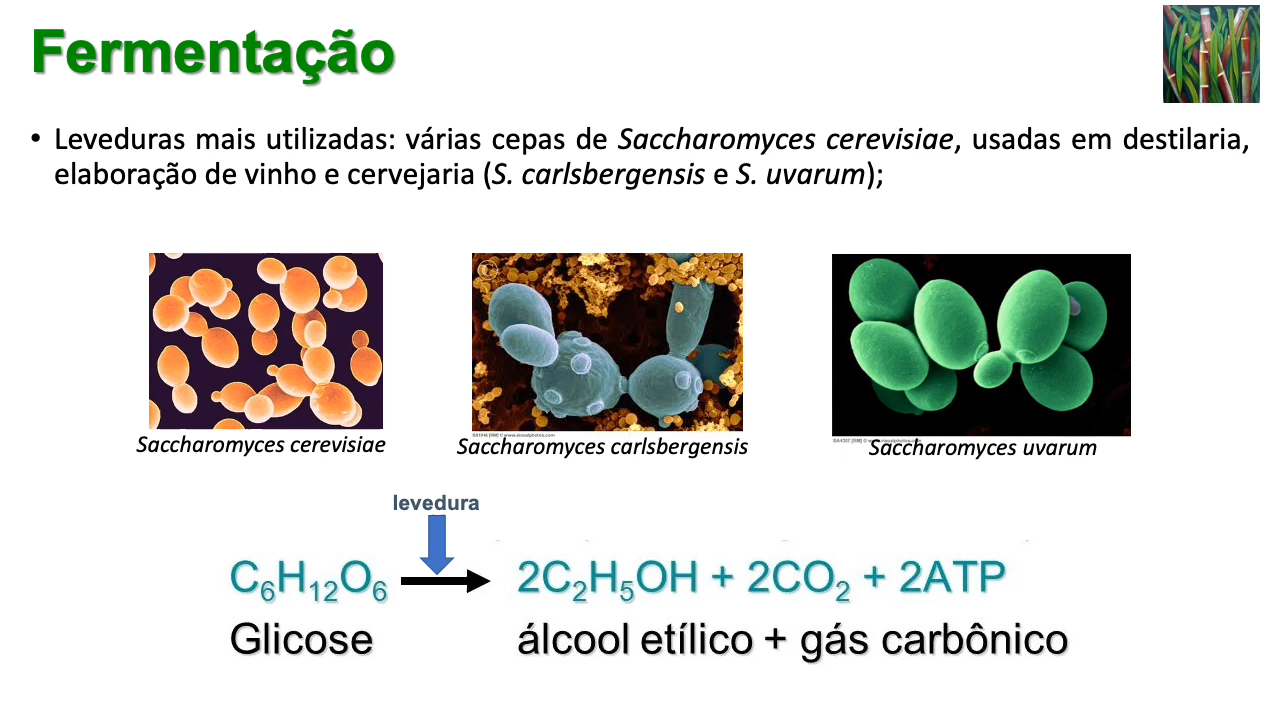 Fermentação
• Leveduras mais utilizadas: várias cepas de Saccharomyces cerevisiae, usadas em destilaria,
elaboração de vinho e cervejaria (S. carlsbergensis e S. uvarum);
Saccharomyces cerevisiae
Saccharomyces carlsbergensis
Saccharomyces uvarum
levedura
C₆H₁₂O₆ 2C₂H₅OH + 2CO₂ + 2ATP
Glicose álcool etílico + gás carbônico